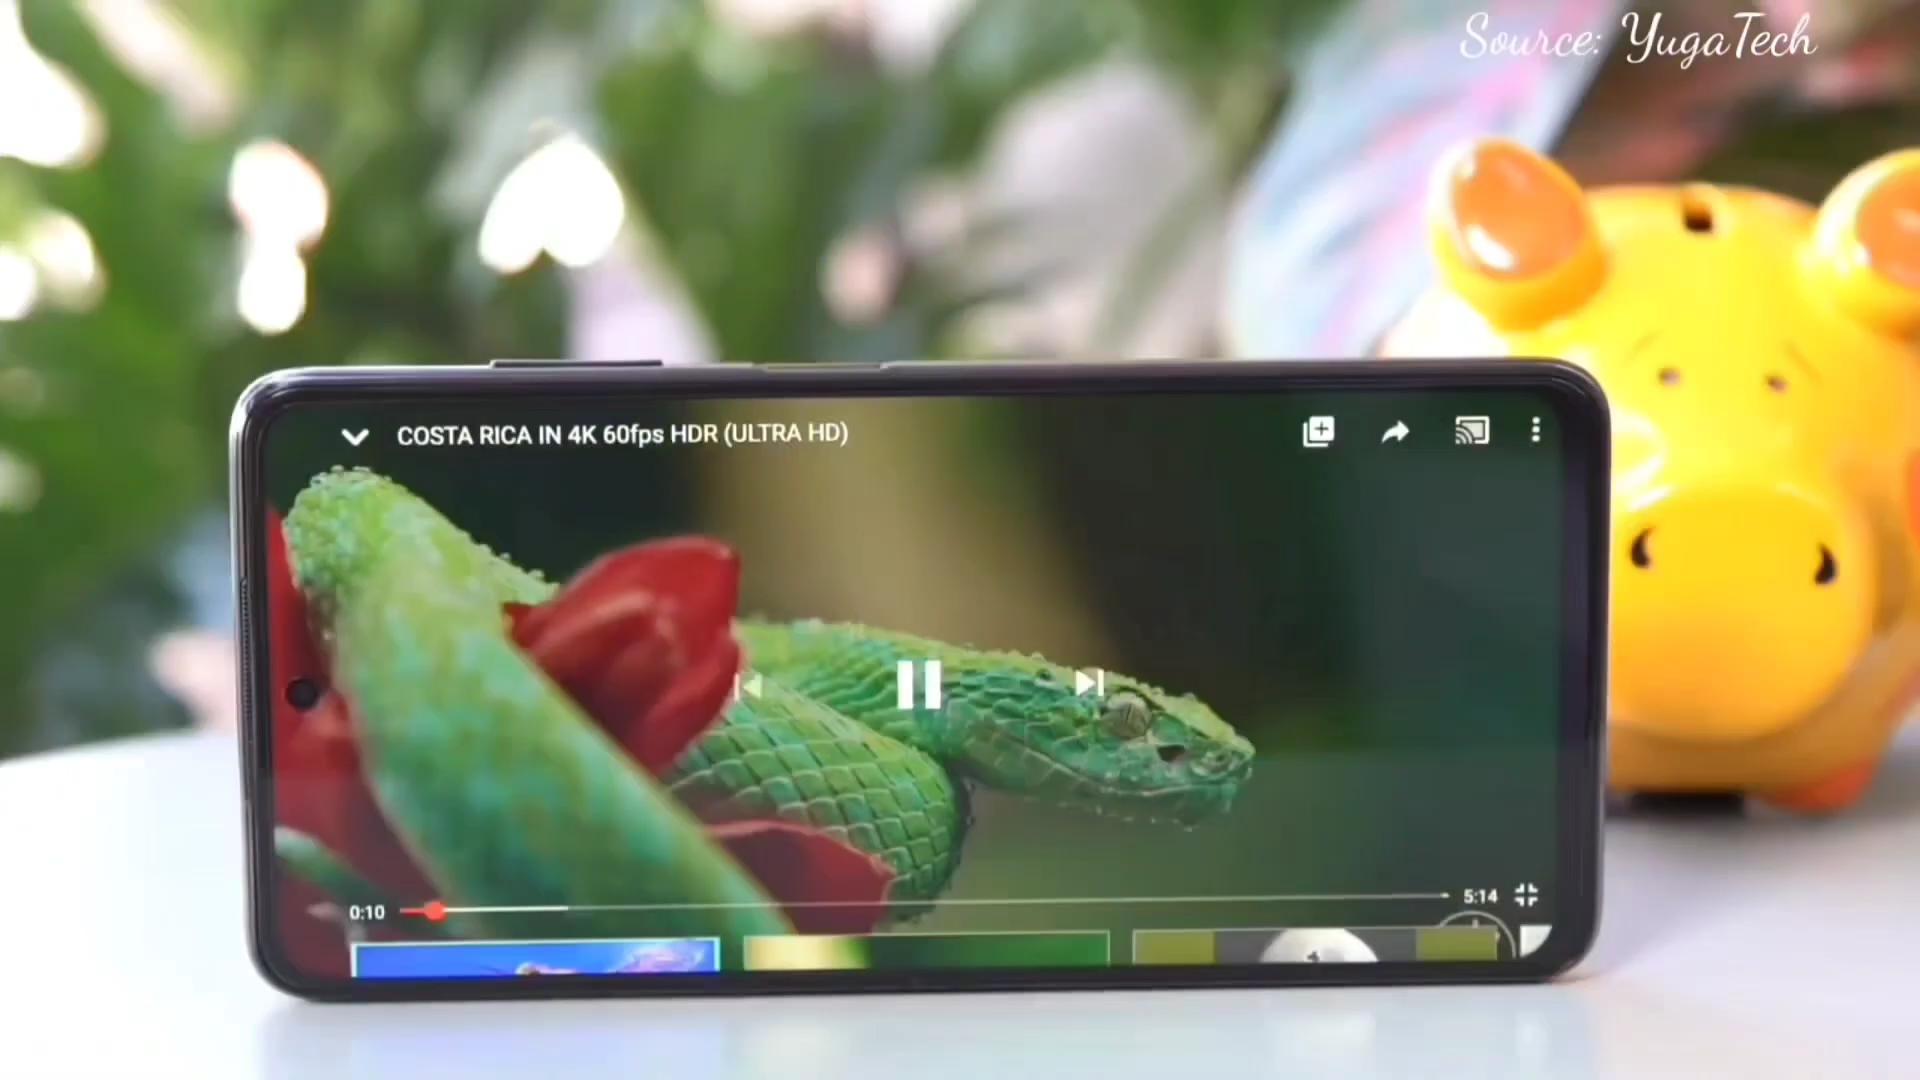 Source: YugaTech
COSTA RICA IN 4K 60fps HDR (ULTRA HD)
0:10
5:14